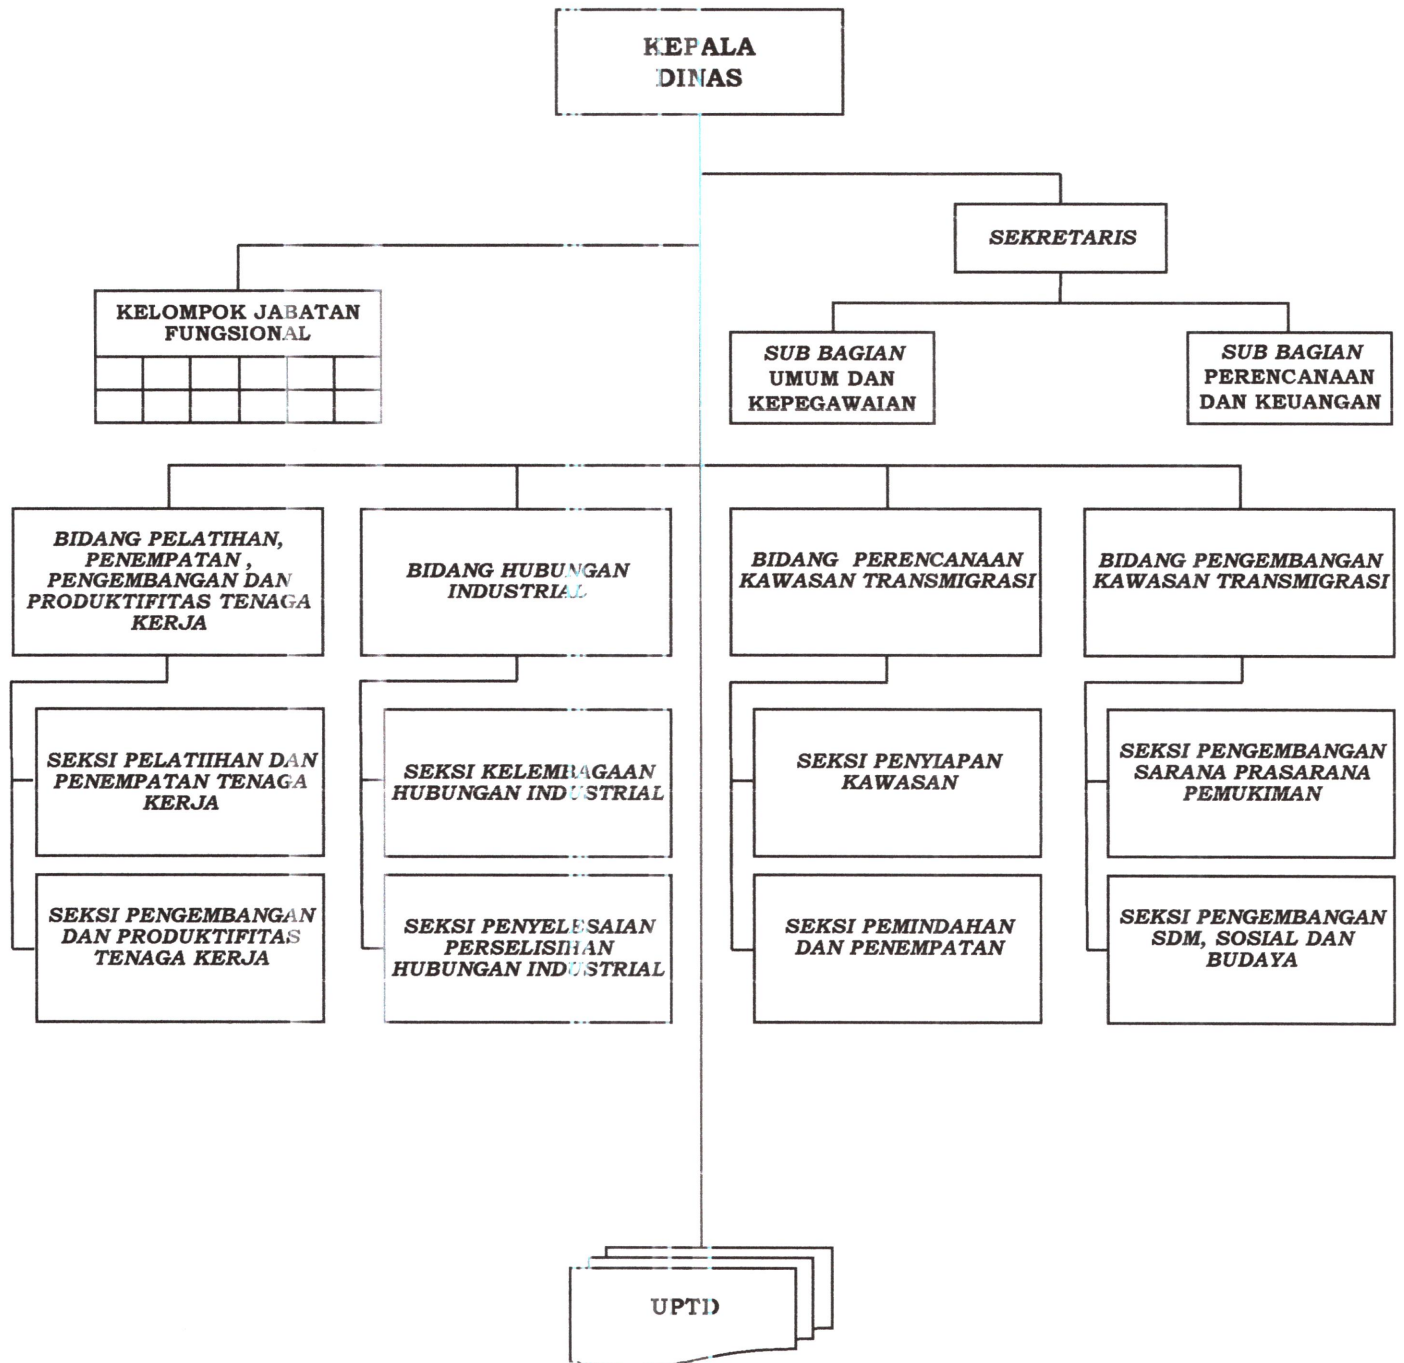 KEPALA
DINAS
SEKRETARIS
KELOMPOK JABATAN
FUNGSIONAL
SUB BAGIAN
UMUM DAN
KEPEGAWAIAN
SUB BAGIAN
PERENCANAAN
DAN KEUANGAN
BIDANG PELATIHAN,
PENEMPATAN ,
PENGEMBANGAN DAN
PRODUKTIFITAS TENAGA
KERJA
BIDANG HUBUNGAN
INDUSTRIAL
BIDANG PERENCANAAN
KAWASAN TRANSMIGRASI
BIDANG PENGEMBANGAN
KAWASAN TRANSMIGRASI
SEKSI PELATIIHAN DAN
PENEMPATAN TENAGA
KERJA
SEKSI KELEMBAGAAN
HUBUNGAN INDUSTRIAL
SEKSI PENYIAPAN
KAWASAN
SEKSI PENGEMBANGAN
SARANA PRASARANA
PEMUKIMAN
SEKSI PENGEMBANGAN
DAN PRODUKTIFITAS
TENAGA KERJA
SEKSI PENYELESAIAN
PERSELISIHAN
HUBUNGAN INDUSTRIAL
SEKSI PEMINDAHAN
DAN PENEMPATAN
SEKSI PENGEMBANGAN
SDM, SOSIAL DAN
BUDAYA
UPTD